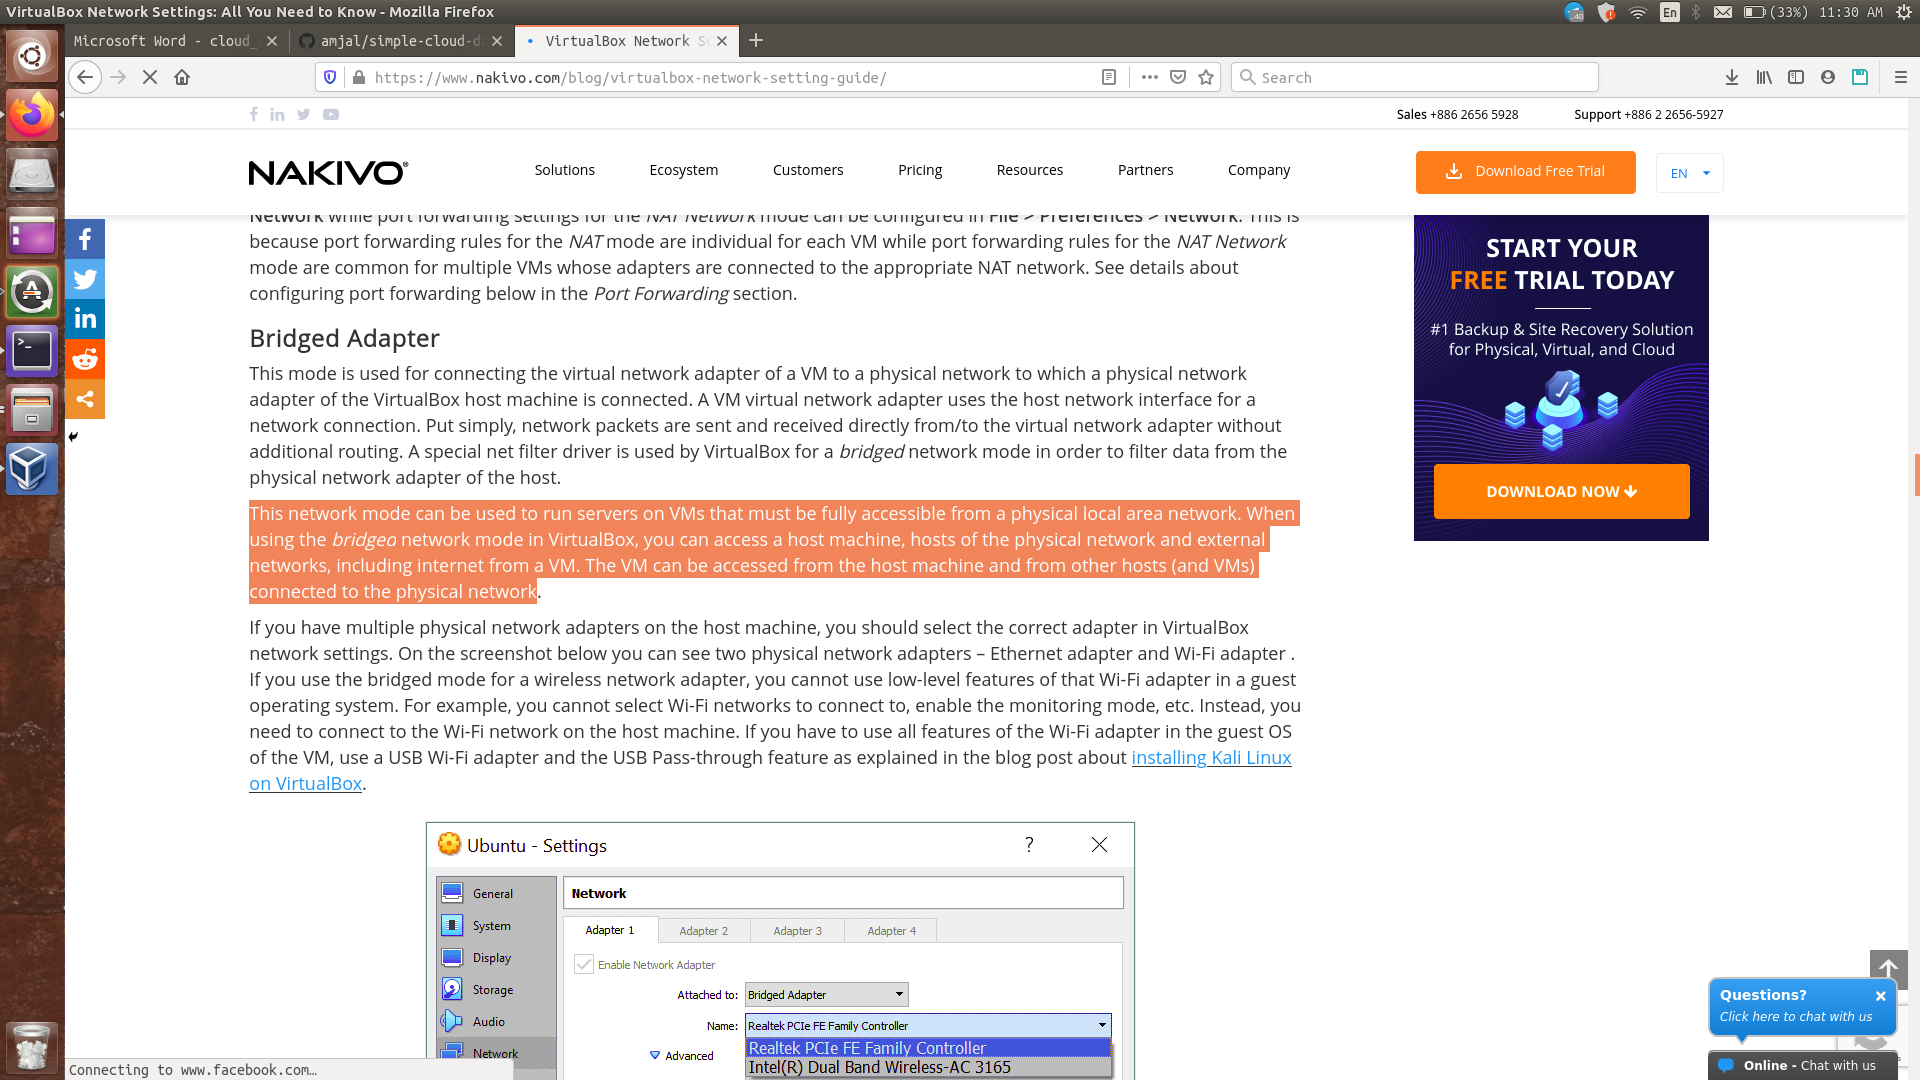 VirtualBox Network Settings: All You Need to Know - Mozilla Firefox
En (33%) 11:30 AM
Microsoft Word - cloud_
amjal/simple-cloud-d
VirtualBox Network S
https://www.nakivo.com/blog/virtualbox-network-setting-guide/
Search
Sales +886 2656 5928
Support +886 2 2656-5927
NAKIVO®
Solutions
Ecosystem
Customers
Pricing
Resources
Partners
Company
Download Free Trial
EN
Network while port forwarding settings for the NAT Network mode can be configured in File > Preferences > Network. This is
because port forwarding rules for the NAT mode are individual for each VM while port forwarding rules for the NAT Network
mode are common for multiple VMs whose adapters are connected to the appropriate NAT network. See details about
configuring port forwarding below in the Port Forwarding section.
Bridged Adapter
This mode is used for connecting the virtual network adapter of a VM to a physical network to which a physical network
adapter of the VirtualBox host machine is connected. A VM virtual network adapter uses the host network interface for a
network connection. Put simply, network packets are sent and received directly from/to the virtual network adapter without
additional routing. A special net filter driver is used by VirtualBox for a bridged network mode in order to filter data from the
physical network adapter of the host.
This network mode can be used to run servers on VMs that must be fully accessible from a physical local area network. When
using the bridged network mode in VirtualBox, you can access a host machine, hosts of the physical network and external
networks, including internet from a VM. The VM can be accessed from the host machine and from other hosts (and VMs)
connected to the physical network.
If you have multiple physical network adapters on the host machine, you should select the correct adapter in VirtualBox
network settings. On the screenshot below you can see two physical network adapters – Ethernet adapter and Wi-Fi adapter .
If you use the bridged mode for a wireless network adapter, you cannot use low-level features of that Wi-Fi adapter in a guest
operating system. For example, you cannot select Wi-Fi networks to connect to, enable the monitoring mode, etc. Instead, you
need to connect to the Wi-Fi network on the host machine. If you have to use all features of the Wi-Fi adapter in the guest OS
of the VM, use a USB Wi-Fi adapter and the USB Pass-through feature as explained in the blog post about installing Kali Linux
on VirtualBox.
START YOUR
FREE TRIAL TODAY
#1 Backup & Site Recovery Solution
for Physical, Virtual, and Cloud
DOWNLOAD NOW
Ubuntu - Settings
?
General
System
Display
Storage
Audio
Network
Network
Adapter 1
Adapter 2
Adapter 3
Adapter 4
Enable Network Adapter
Attached to: Bridged Adapter
Name: Realtek PCIe FE Family Controller
Advanced
Realtek PCIe FE Family Controller
Intel(R) Dual Band Wireless-AC 3165
Questions?
Click here to chat with us
Online - Chat with us
Connecting to www.facebook.com…